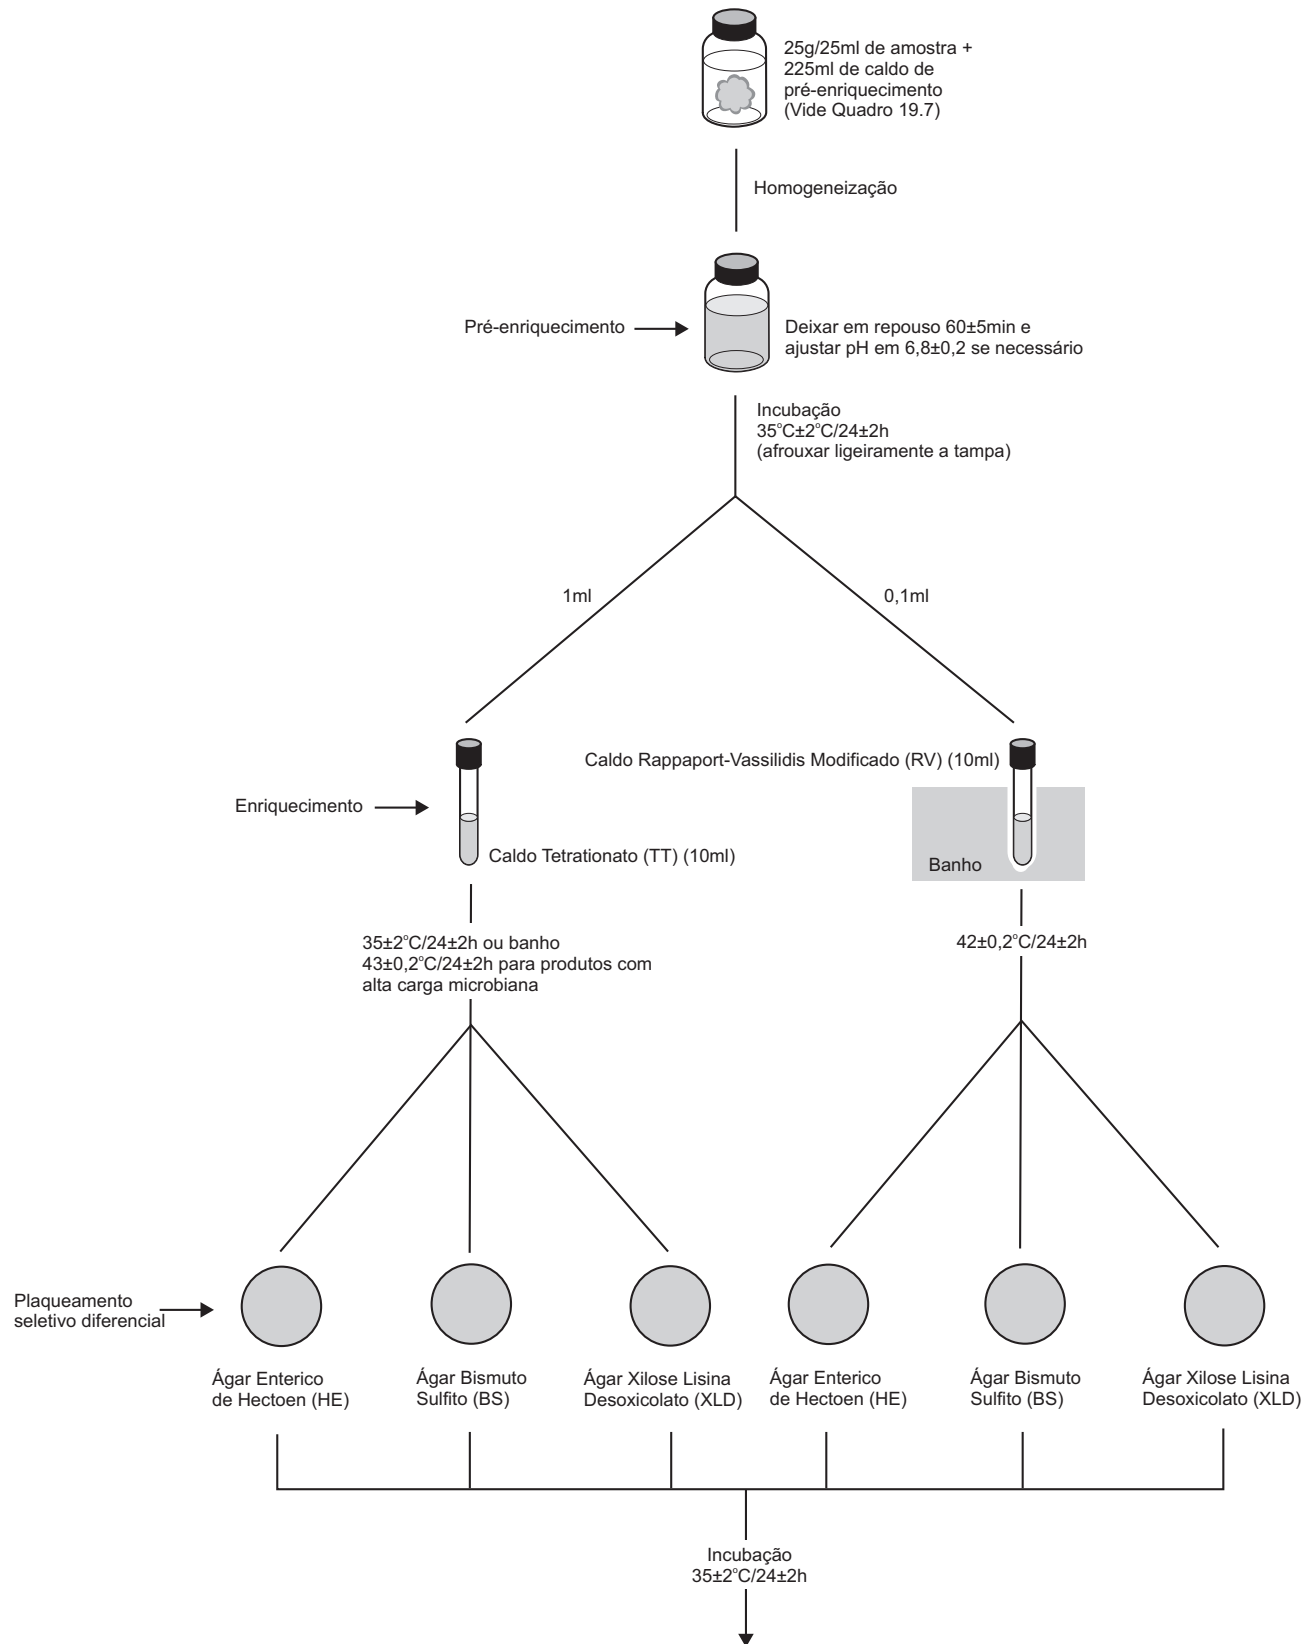 25g/25ml de amostra +
225ml de caldo de
pré-enriquecimento
(Vide Quadro 19.7)
Homogeneização
Pré-enriquecimento
Deixar em repouso 60±5min e
ajustar pH em 6,8±0,2 se necessário
Incubação
35°C±2°C/24±2h
(afrouxar ligeiramente a tampa)
1ml
0,1ml
Caldo Rappaport-Vassilidis Modificado (RV) (10ml)
Enriquecimento
Caldo Tetrationato (TT) (10ml)
Banho
35±2°C/24±2h ou banho
43±0,2°C/24±2h para produtos com
alta carga microbiana
42±0,2°C/24±2h
Plaqueamento
seletivo diferencial
Ágar Enterico
de Hectoen (HE)
Ágar Bismuto
Sulfito (BS)
Ágar Xilose Lisina
Desoxicolato (XLD)
Ágar Enterico
de Hectoen (HE)
Ágar Bismuto
Sulfito (BS)
Ágar Xilose Lisina
Desoxicolato (XLD)
Incubação
35±2°C/24±2h